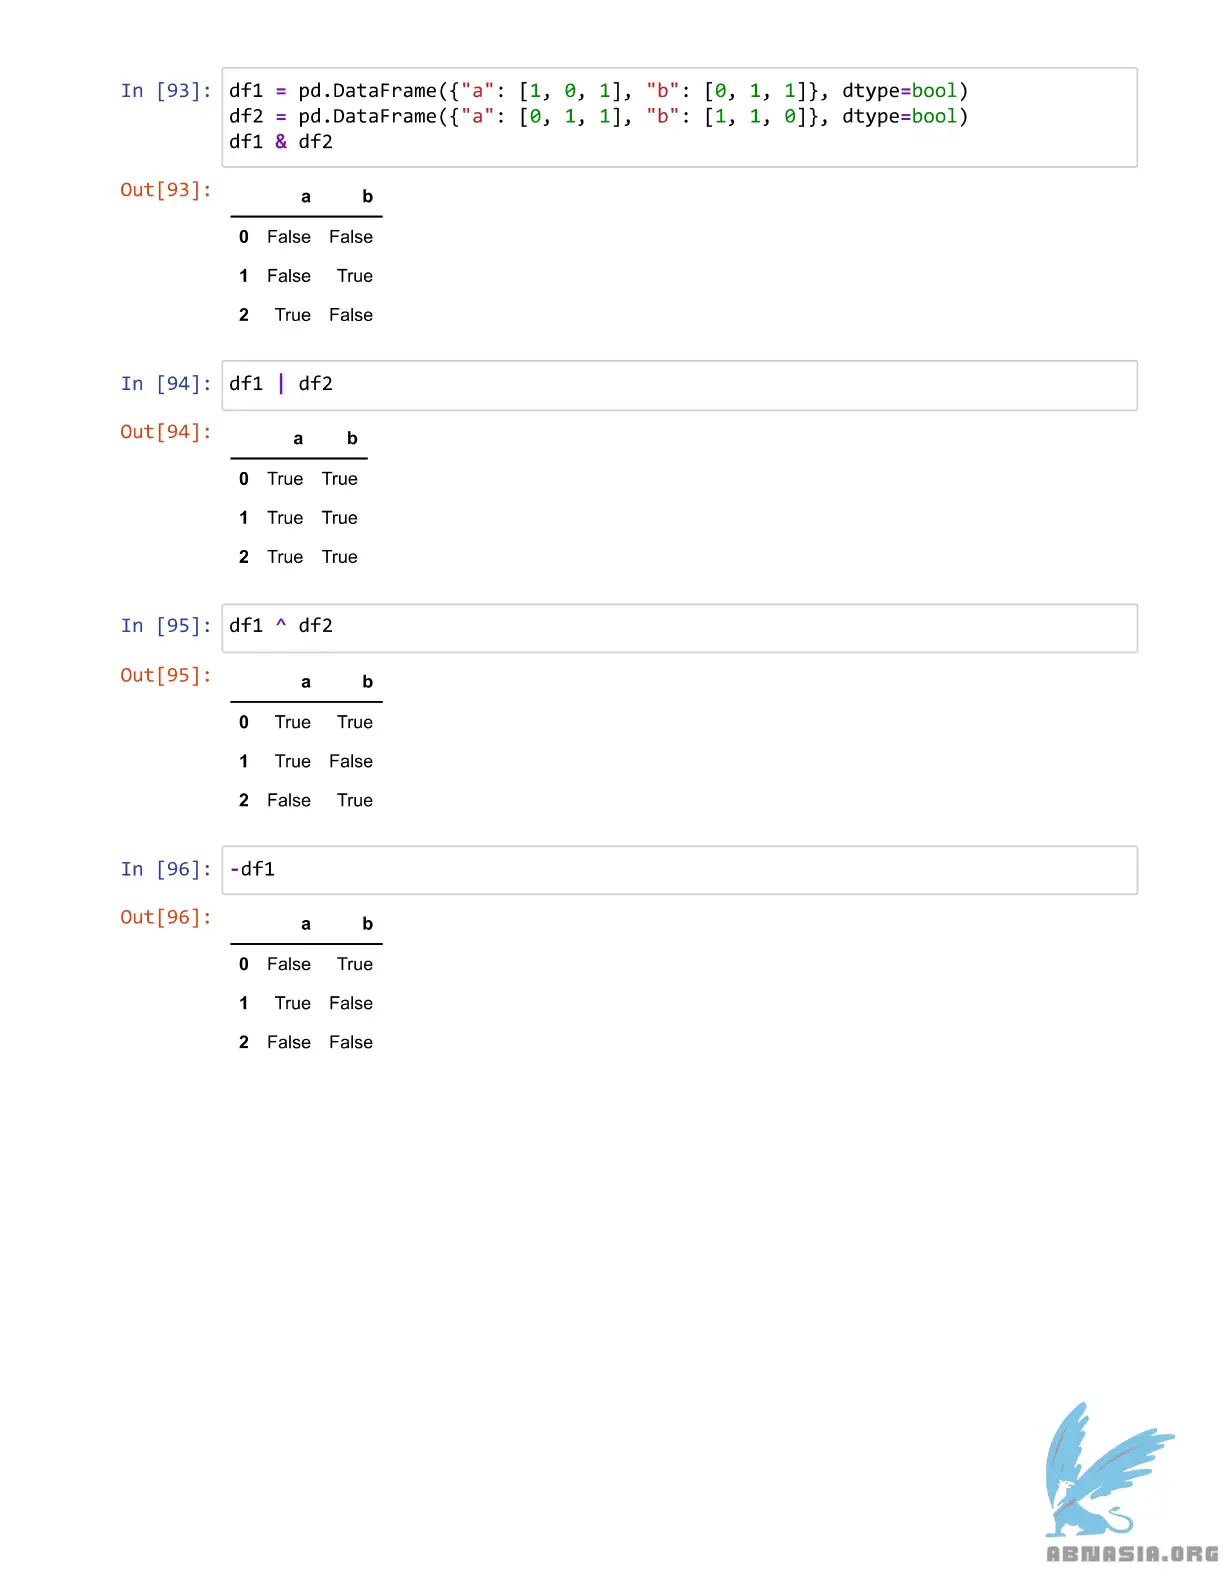 In [93]: df1 = pd.DataFrame({"a": [1, 0, 1], "b": [0, 1, 1]}, dtype=bool)
df2 = pd.DataFrame({"a": [0, 1, 1], "b": [1, 1, 0]}, dtype=bool)
df1 & df2
Out[93]:
a b
0 False False
1 False True
2 True False
In [94]: df1 | df2
Out[94]:
a b
0 True True
1 True True
2 True True
In [95]: df1 ^ df2
Out[95]:
a b
0 True True
1 True False
2 False True
In [96]: -df1
Out[96]:
a b
0 False True
1 True False
2 False False
ABNASIA.ORG